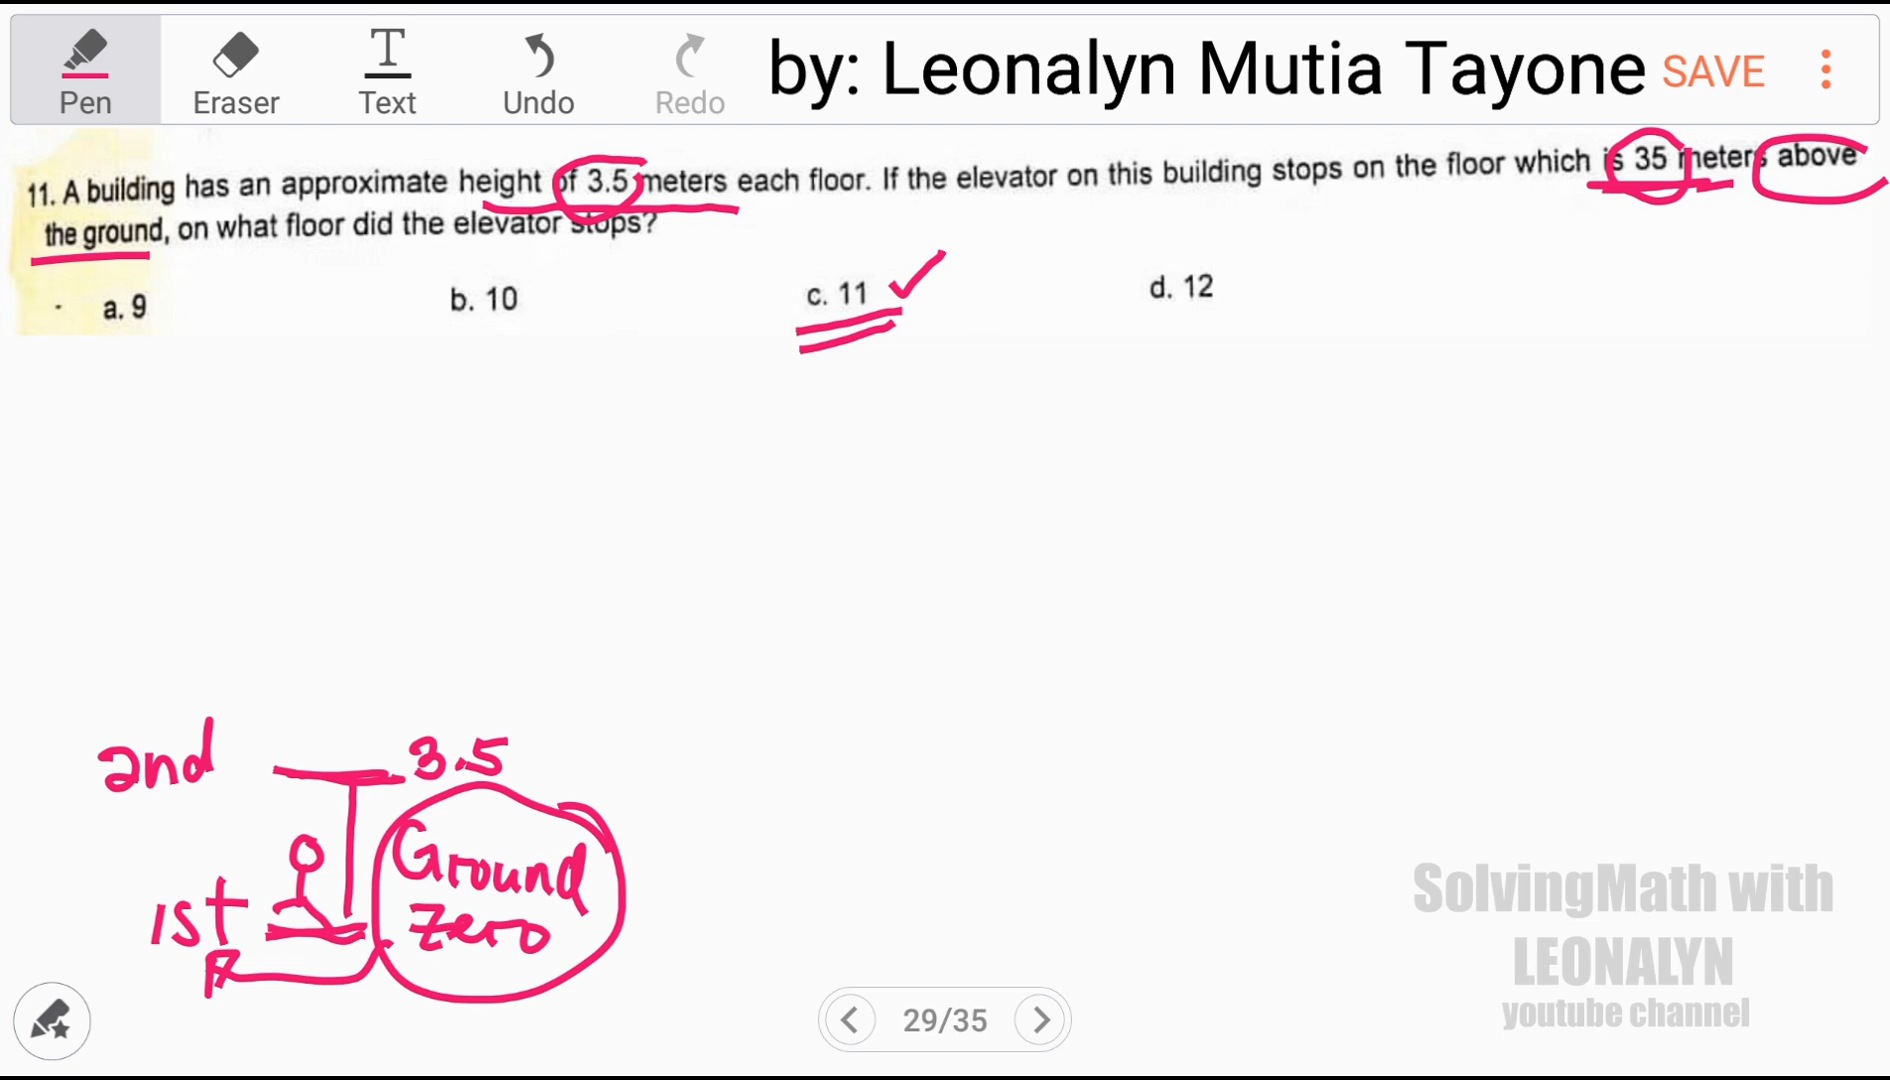 Pen
Eraser
Text
Undo
Redo
by: Leonalyn Mutia Tayone
SAVE
11. A building has an approximate height of 3.5 meters each floor. If the elevator on this building stops on the floor which is 35 meters above
the ground, on what floor did the elevator stops?
a. 9
b. 10
c. 11
d. 12
2nd
3.5
Ground
Zero
1st
SolvingMath with
LEONALYN
youtube channel
29/35